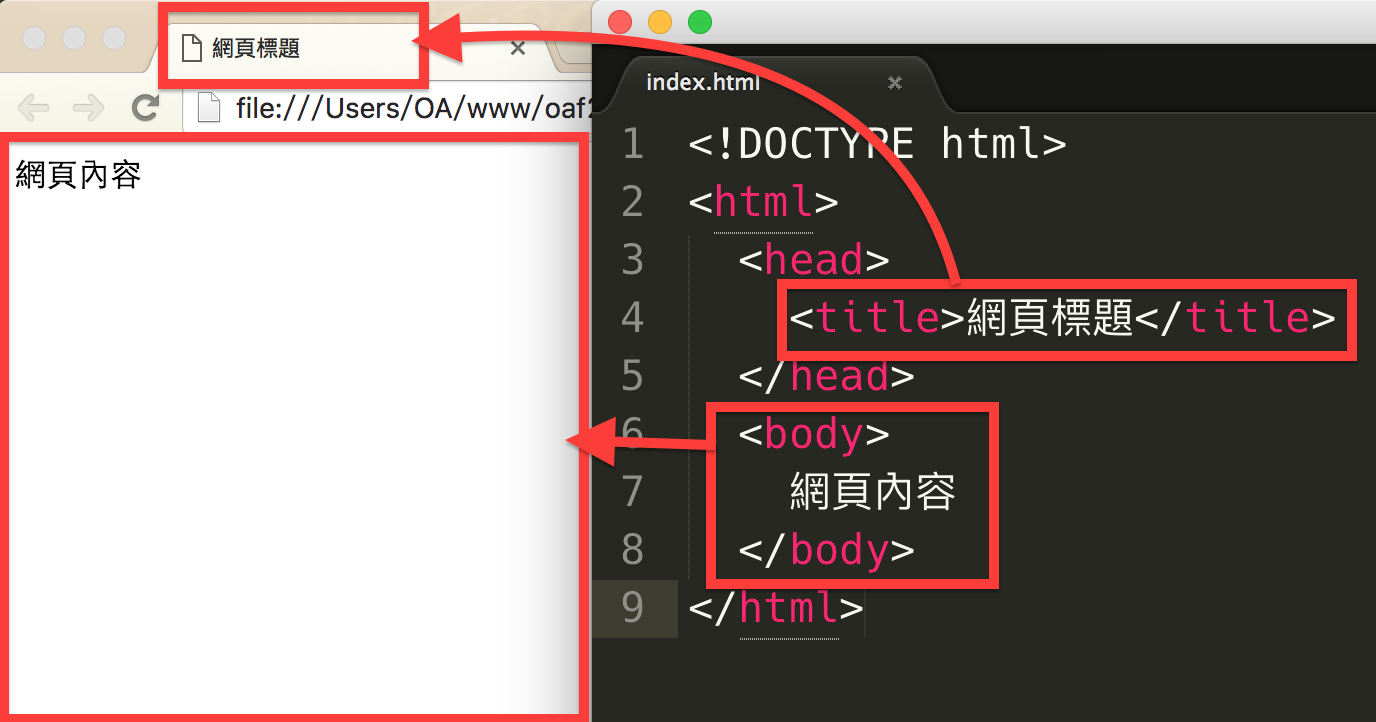 網頁標題
file:///Users/OA/www/oaf
網頁內容
index.html
1 <!DOCTYPE html>
2 <html>
3 <head>
4 <title>網頁標題</title>
5 </head>
6 <body>
7 網頁內容
8 </body>
9 </html>